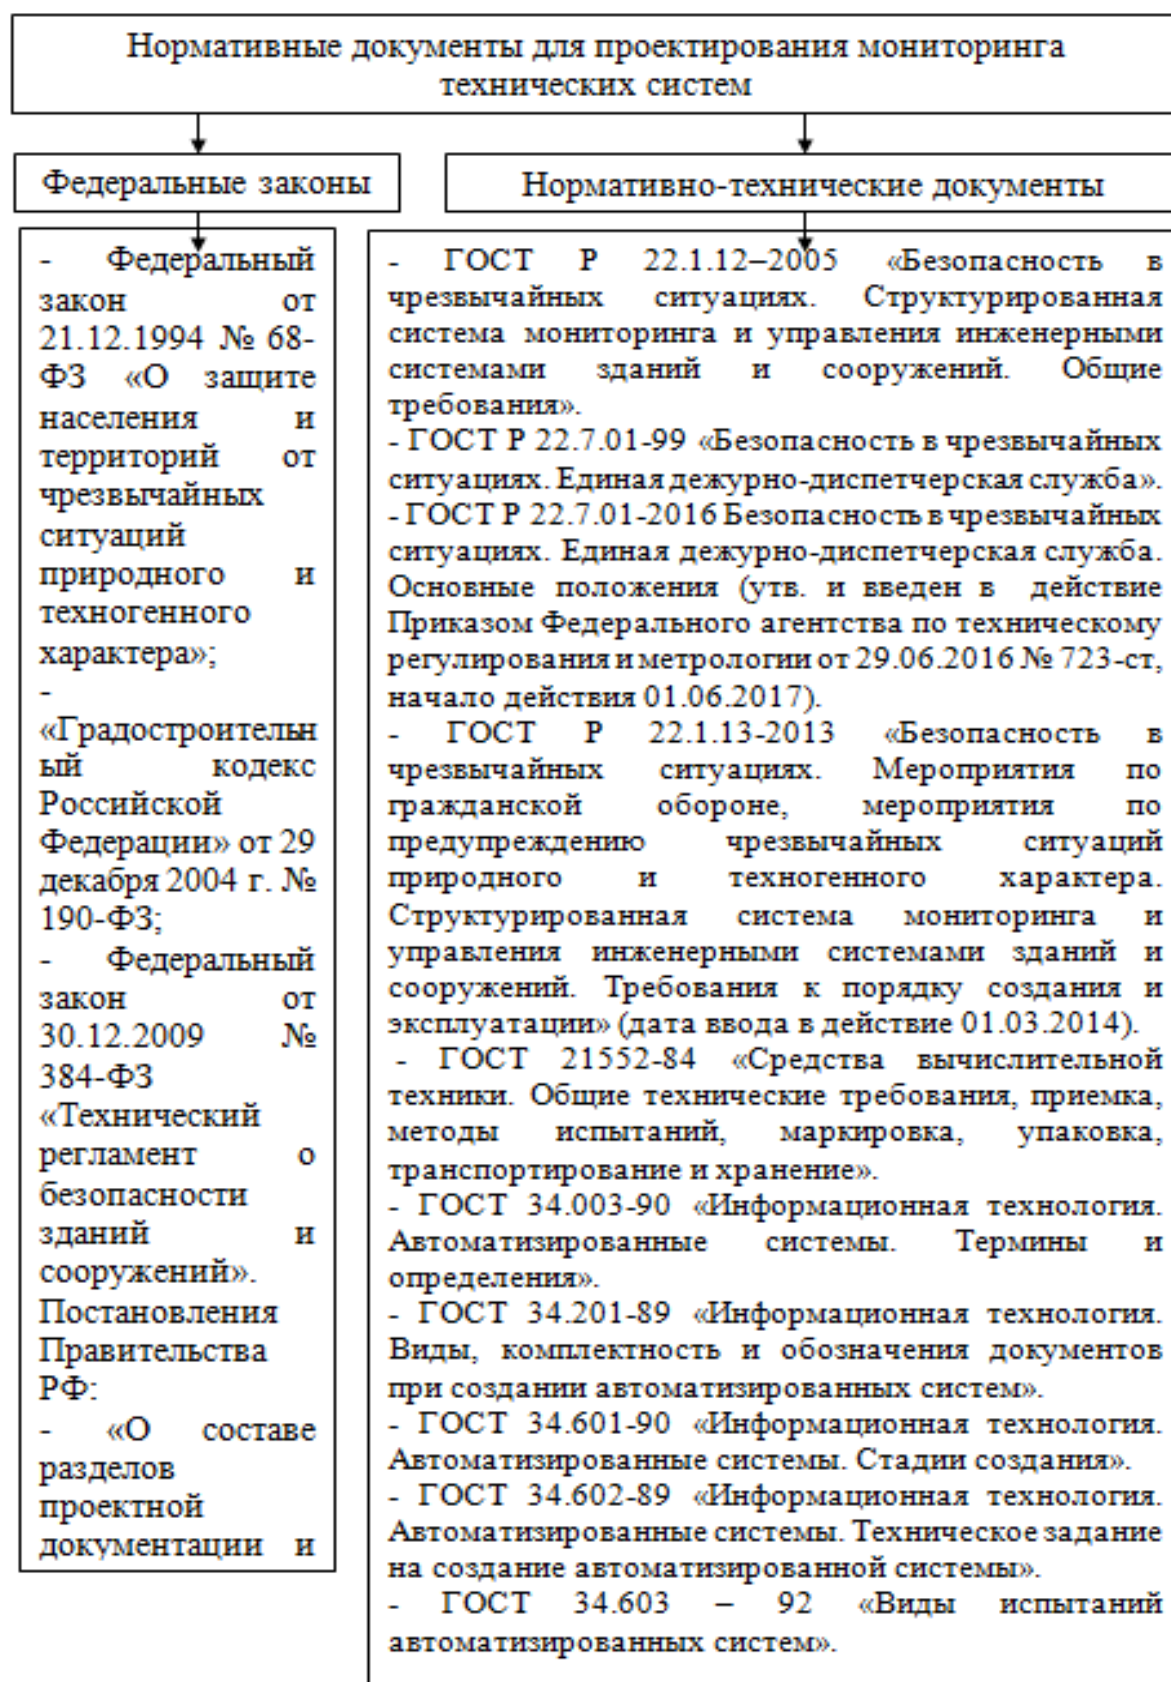 Нормативные документы для проектирования мониторинга
технических систем
Федеральные законы
Нормативно-технические документы
- Федеральный
закон от
21.12.1994 № 68-
ФЗ «О защите
населения и
территорий от
чрезвычайных
ситуаций
природного и
техногенного
характера»;
-
«Градостроительн
ый кодекс
Российской
Федерации» от 29
декабря 2004 г. №
190-ФЗ;
- Федеральный
закон от
30.12.2009 №
384-ФЗ
«Технический
регламент о
безопасности
зданий и
сооружений».
Постановления
Правительства
РФ:
- «О составе
разделов
проектной
документации и
- ГОСТ Р 22.1.12–2005 «Безопасность в
чрезвычайных ситуациях. Структурированная
система мониторинга и управления инженерными
системами зданий и сооружений. Общие
требования».
- ГОСТ Р 22.7.01-99 «Безопасность в чрезвычайных
ситуациях. Единая дежурно-диспетчерская служба».
- ГОСТ Р 22.7.01-2016 Безопасность в чрезвычайных
ситуациях. Единая дежурно-диспетчерская служба.
Основные положения (утв. и введен в действие
Приказом Федерального агентства по техническому
регулирования и метрологии от 29.06.2016 № 723-ст,
начало действия 01.06.2017).
- ГОСТ Р 22.1.13-2013 «Безопасность в
чрезвычайных ситуациях. Мероприятия по
гражданской обороне, мероприятия по
предупреждению чрезвычайных ситуаций
природного и техногенного характера.
Структурированная система мониторинга и
управления инженерными системами зданий и
сооружений. Требования к порядку создания и
эксплуатации» (дата ввода в действие 01.03.2014).
- ГОСТ 21552-84 «Средства вычислительной
техники. Общие технические требования, приемка,
методы испытаний, маркировка, упаковка,
транспортирование и хранение».
- ГОСТ 34.003-90 «Информационная технология.
Автоматизированные системы. Термины и
определения».
- ГОСТ 34.201-89 «Информационная технология.
Виды, комплектность и обозначения документов
при создании автоматизированных систем».
- ГОСТ 34.601-90 «Информационная технология.
Автоматизированные системы. Стадии создания».
- ГОСТ 34.602-89 «Информационная технология.
Автоматизированные системы. Техническое задание
на создание автоматизированной системы».
- ГОСТ 34.603 – 92 «Виды испытаний
автоматизированных систем».